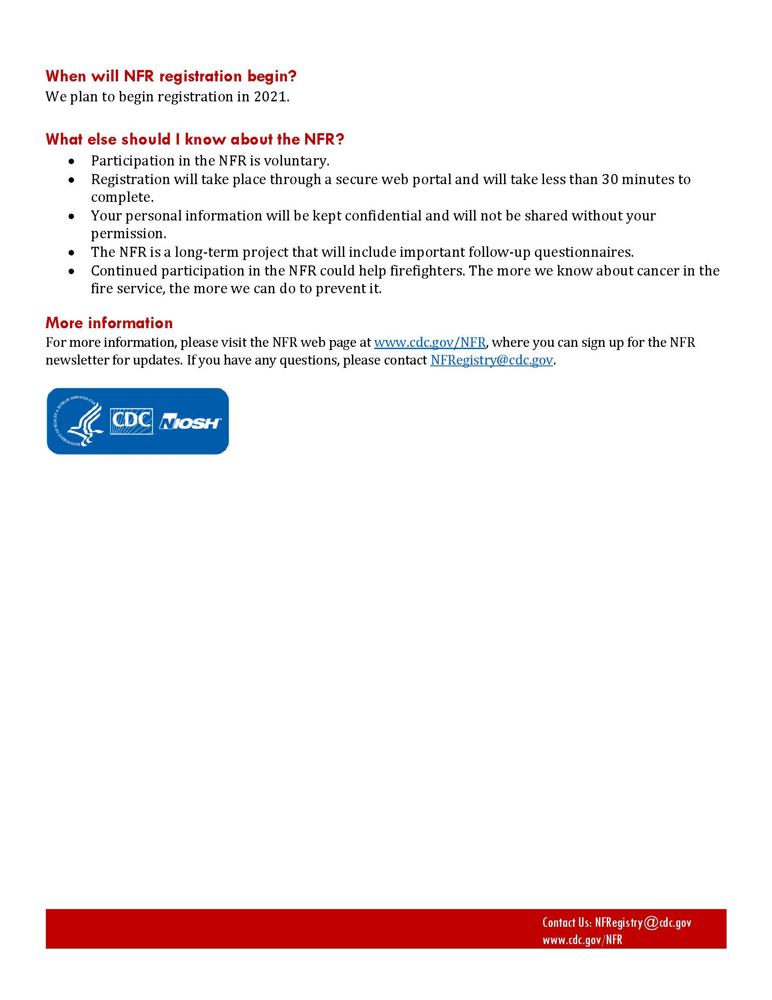 When will NFR registration begin?
We plan to begin registration in 2021.
What else should I know about the NFR?
• Participation in the NFR is voluntary.
• Registration will take place through a secure web portal and will take less than 30 minutes to
complete.
• Your personal information will be kept confidential and will not be shared without your
permission.
• The NFR is a long-term project that will include important follow-up questionnaires.
• Continued participation in the NFR could help firefighters. The more we know about cancer in the
fire service, the more we can do to prevent it.
More information
For more information, please visit the NFR web page at www.cdc.gov/NFR, where you can sign up for the NFR
newsletter for updates. If you have any questions, please contact NFRegistry@cdc.gov.
DEPARTMENT OF HEALTH & HUMAN SERVICES·USA
CDC
NIOSH
Contact Us: NFRegistry@cdc.gov
www.cdc.gov/NFR